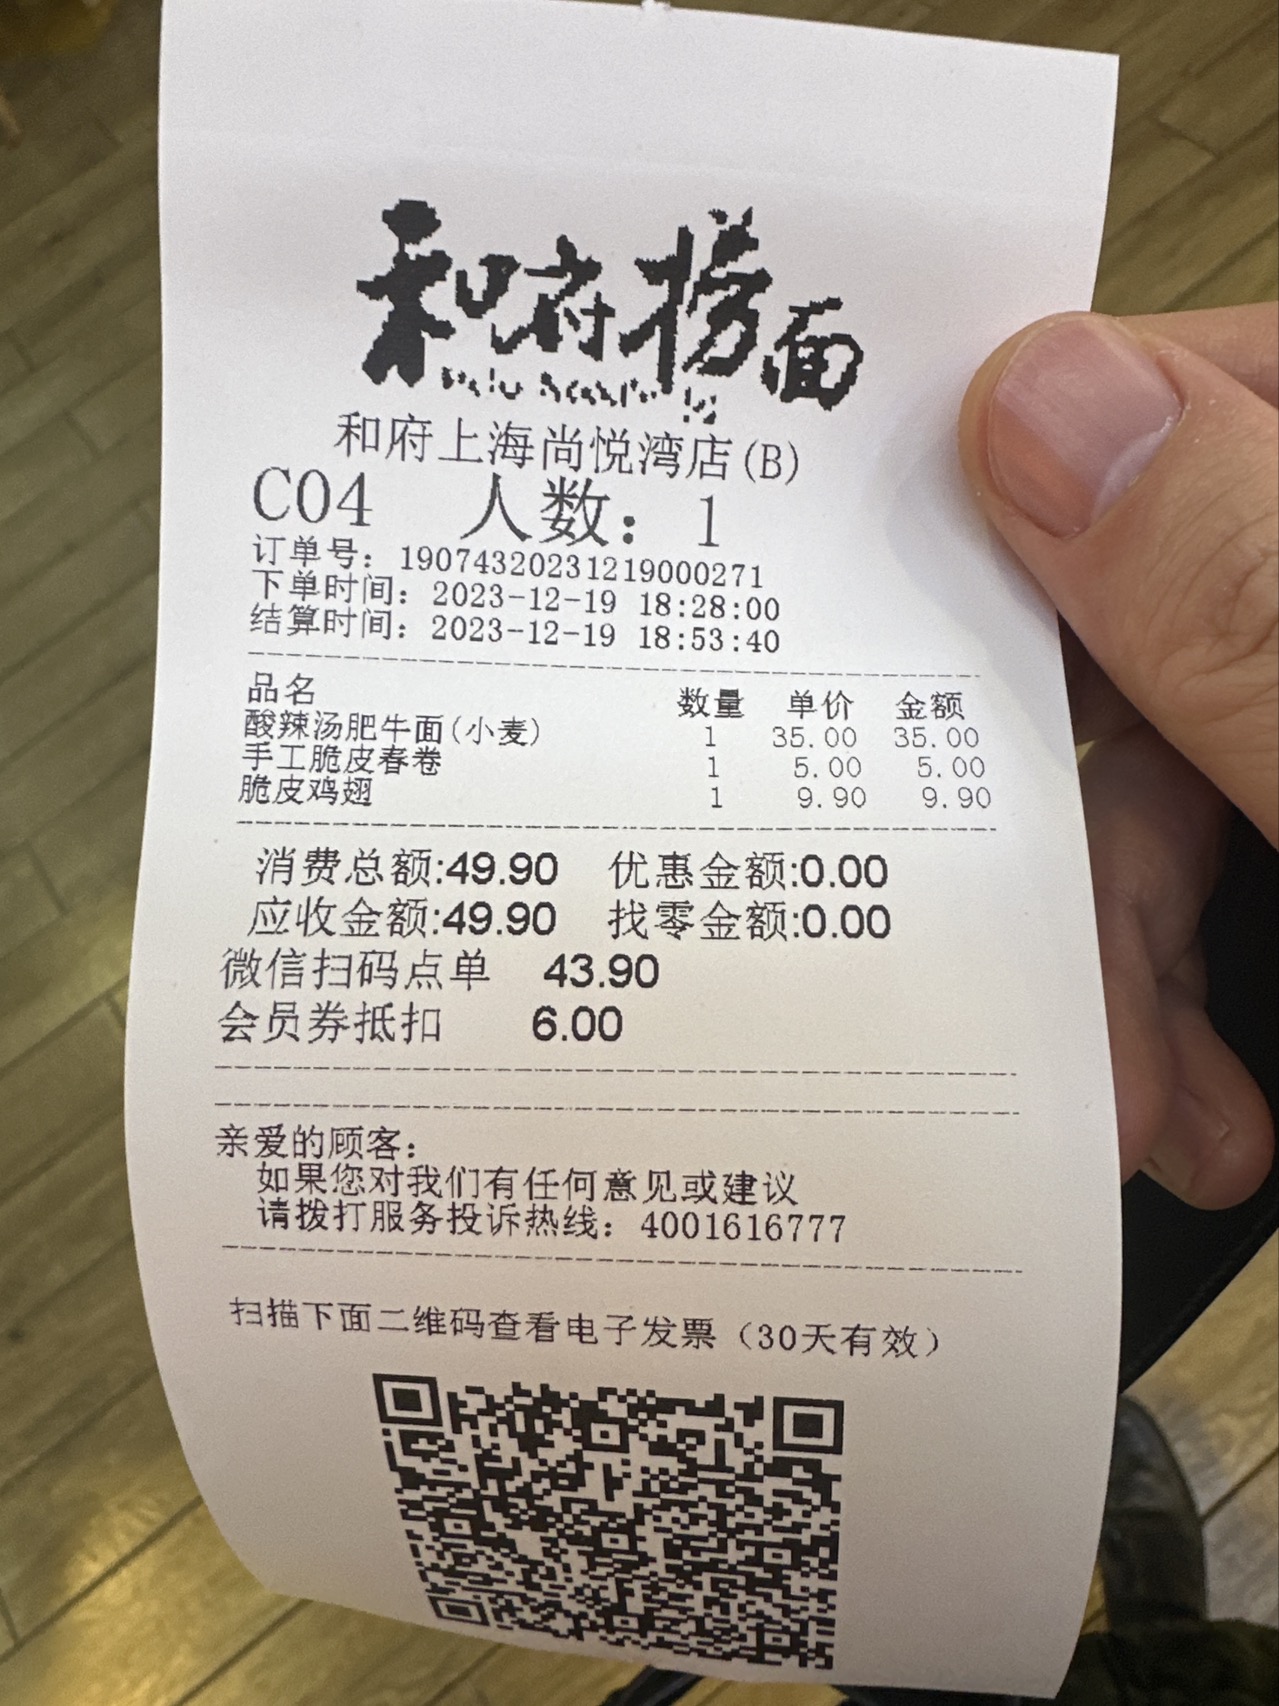 和府捞面
和府上海尚悦湾店(B)
C04 人数：1
订单号：19074320231219000271
下单时间：2023-12-19 18:28:00
结算时间：2023-12-19 18:53:40
品名 数量 单价 金额
酸辣汤肥牛面(小麦) 1 35.00 35.00
手工脆皮春卷 1 5.00 5.00
脆皮鸡翅 1 9.90 9.90
消费总额:49.90 优惠金额:0.00
应收金额:49.90 找零金额:0.00
微信扫码点单 43.90
会员券抵扣 6.00
亲爱的顾客：
如果您对我们有任何意见或建议
请拨打服务投诉热线：4001616777
扫描下面二维码查看电子发票（30天有效）